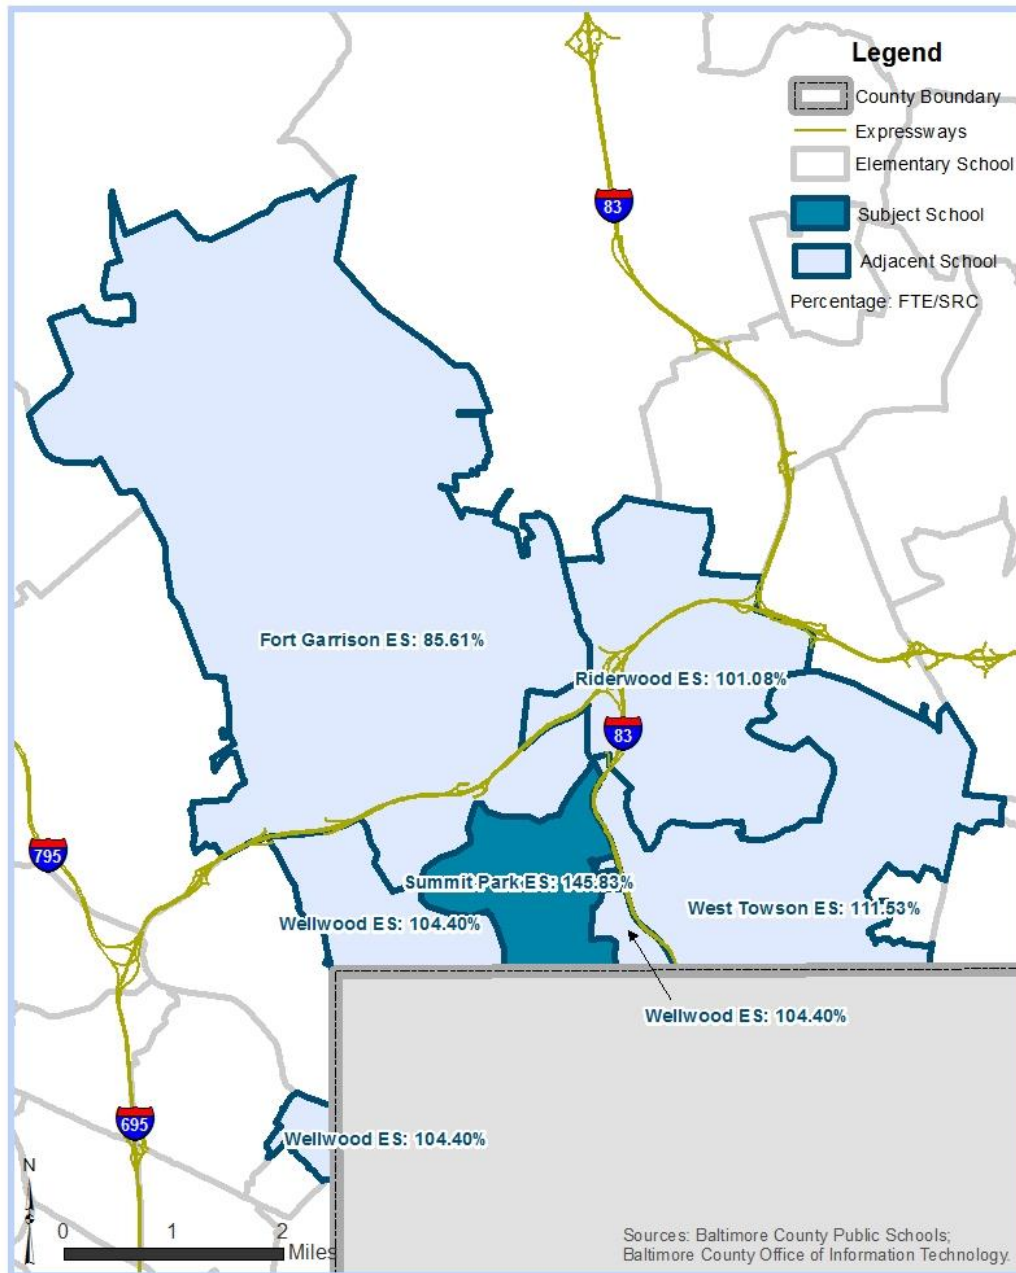 Legend
County Boundary
Expressways
Elementary School
Subject School
Adjacent School
Percentage: FTE/SRC
83
Fort Garrison ES: 85.61%
Riderwood ES: 101.08%
83
795
Summit Park ES: 145.83%
Wellwood ES: 104.40%
West Towson ES: 111.53%
Wellwood ES: 104.40%
695
Wellwood ES: 104.40%
N
0 1 2
Miles
Sources: Baltimore County Public Schools;
Baltimore County Office of Information Technology.